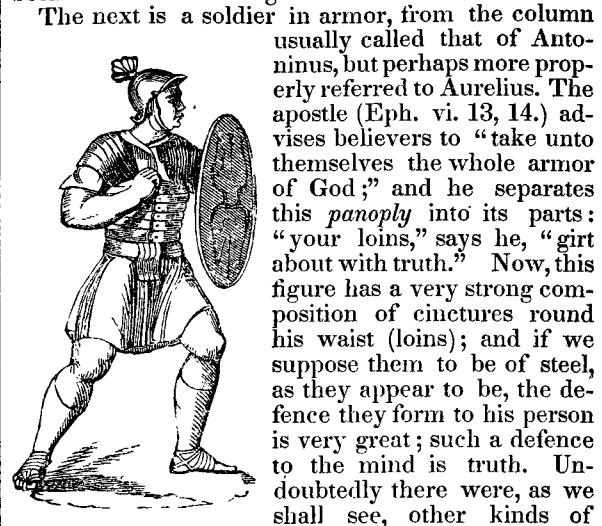 The next is a soldier in armor, from the column
usually called that of Anto-
ninus, but perhaps more prop-
erly referred to Aurelius. The
apostle (Eph. vi. 13, 14.) ad-
vises believers to “take unto
themselves the whole armor
of God;” and he separates
this panoply into its parts:
“your loins,” says he, “girt
about with truth.” Now, this
figure has a very strong com-
position of cinctures round
his waist (loins); and if we
suppose them to be of steel,
as they appear to be, the de-
fence they form to his person
is very great; such a defence
to the mind is truth. Un-
doubtedly there were, as we
shall see, other kinds of